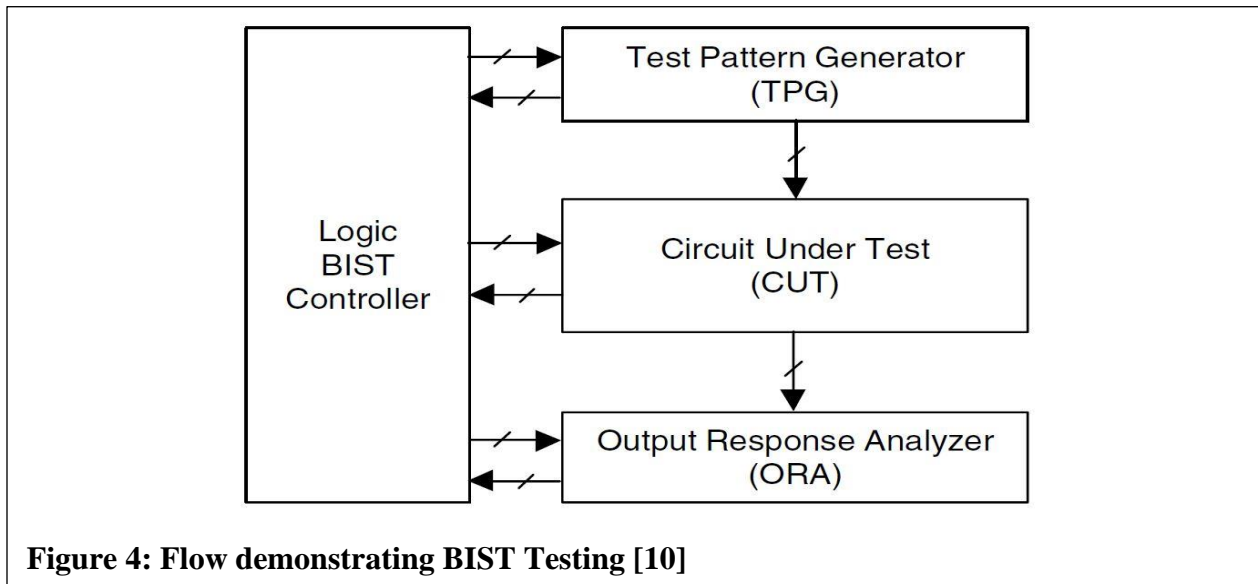 Logic
BIST
Controller
Test Pattern Generator
(TPG)
Circuit Under Test
(CUT)
Output Response Analyzer
(ORA)
Figure 4: Flow demonstrating BIST Testing [10]